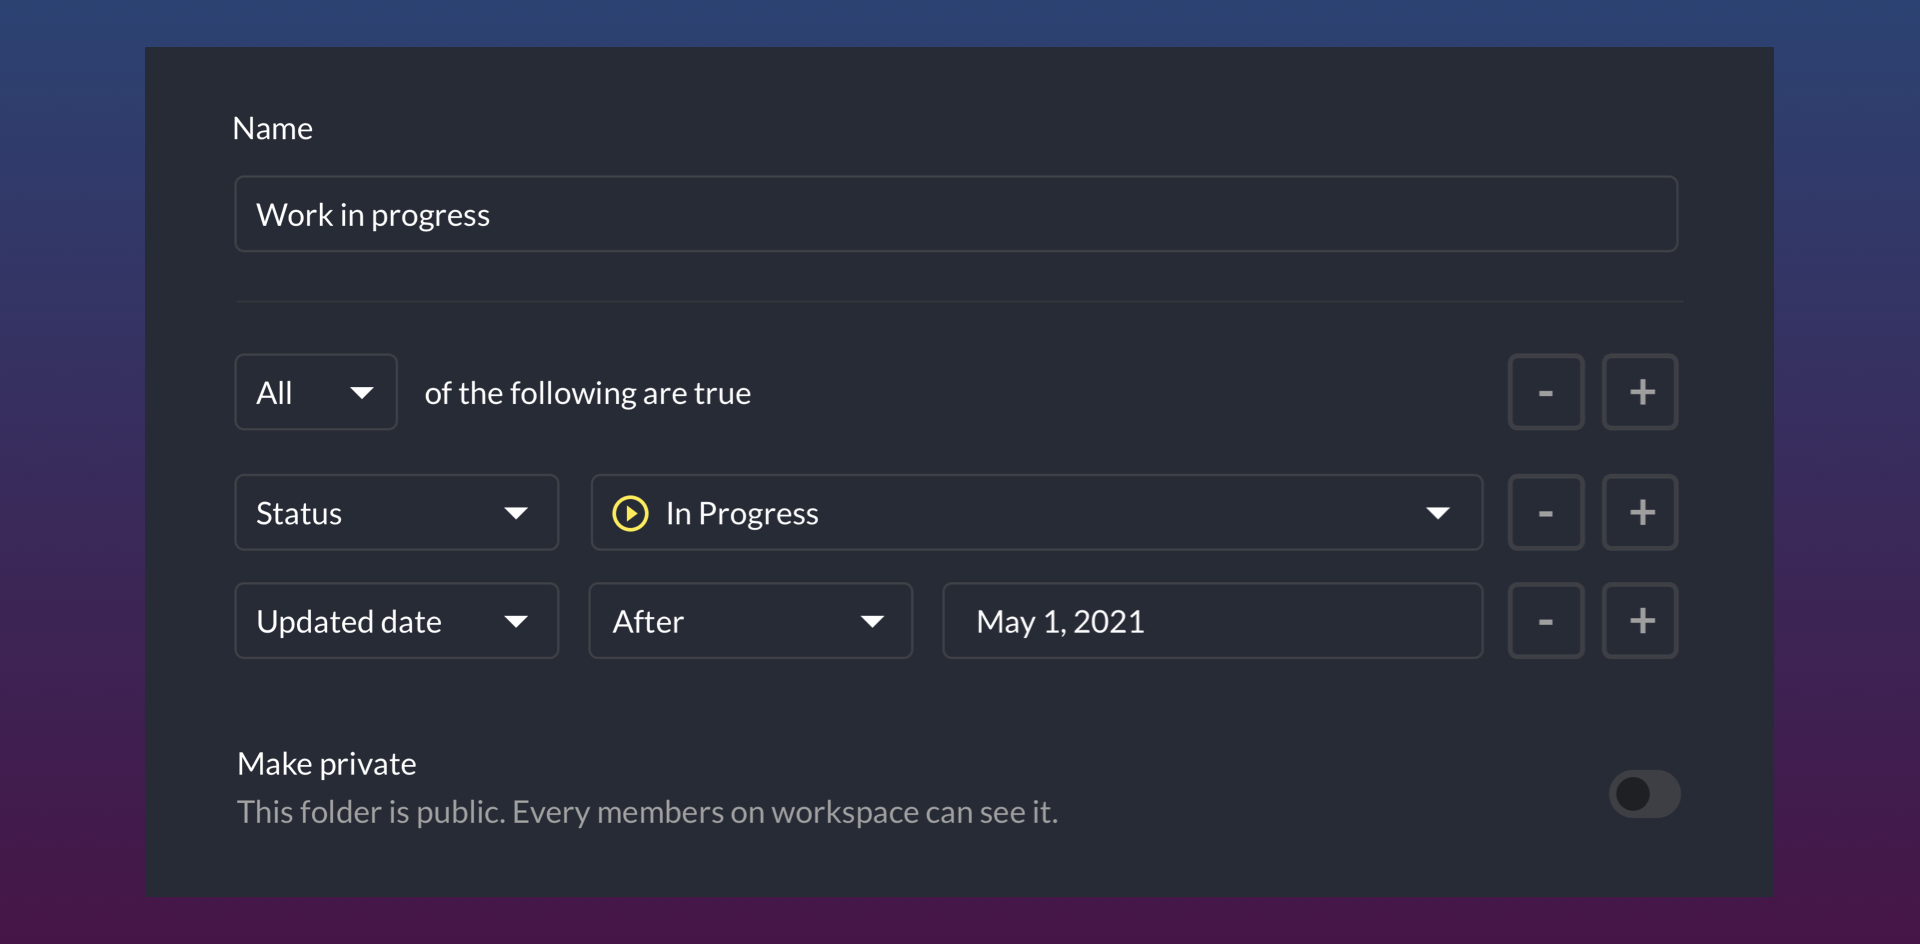 Name
Work in progress
All of the following are true - +
Status In Progress - +
Updated date After May 1, 2021 - +
Make private
This folder is public. Every members on workspace can see it.